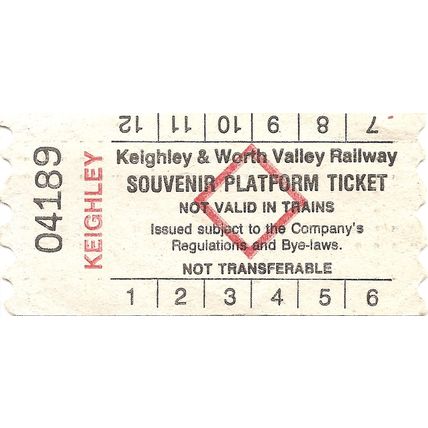 12 11 10 9 8 7
04189
KEIGHLEY
Keighley & Worth Valley Railway
SOUVENIR PLATFORM TICKET
NOT VALID IN TRAINS
Issued subject to the Company's
Regulations and Bye-laws.
NOT TRANSFERABLE
1 2 3 4 5 6